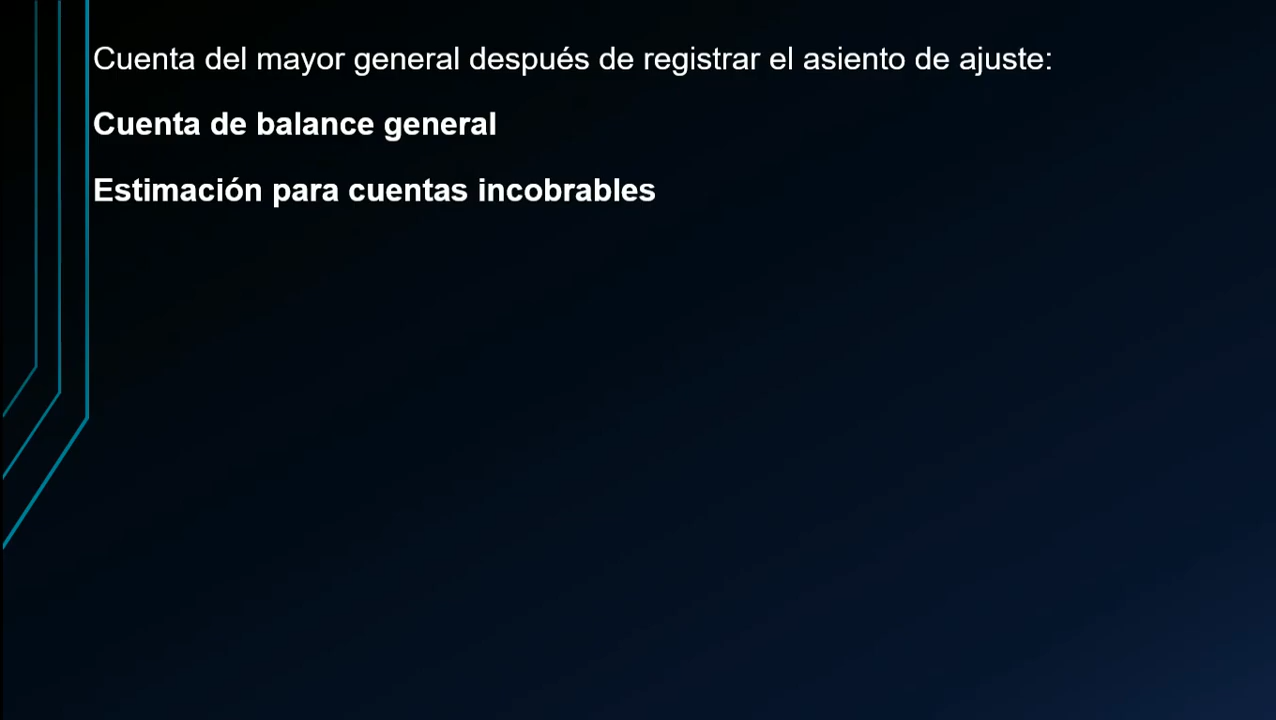 Cuenta del mayor general después de registrar el asiento de ajuste:
Cuenta de balance general
Estimación para cuentas incobrables